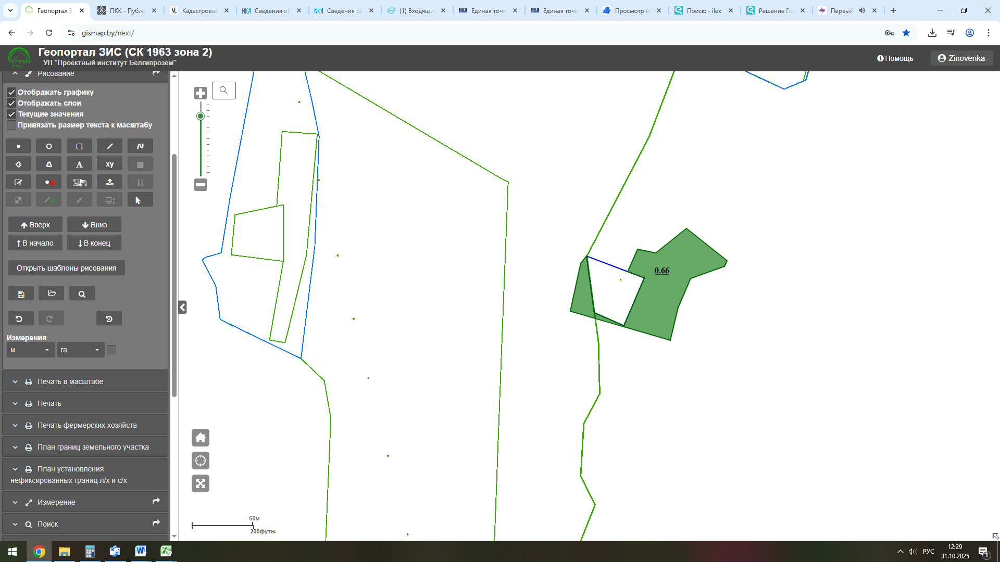 Геопортал З
ПКК - Публи
Кадастрова
Сведения об
Сведения об
(1) Входящи
Единая точк
Единая точк
Просмотр и
Поиск: - ilex
Решение Го
Первый
gismap.by/next/
Геопортал ЗИС (СК 1963 зона 2)
УП "Проектный институт Белгипрозем"
Помощь
Zinovenka
Рисование
Отображать графику
Отображать слои
Текущие значения
Привязать размер текста к масштабу
A
xy
Вверх
Вниз
В начало
В конец
Открыть шаблоны рисования
Измерения
м
га
Печать в масштабе
Печать
Печать фермерских хозяйств
План границ земельного участка
План установления
нефиксированных границ л/х и с/х
Измерение
Поиск
0,66
60м
200футы
РУС
12:29
31.10.2025
1